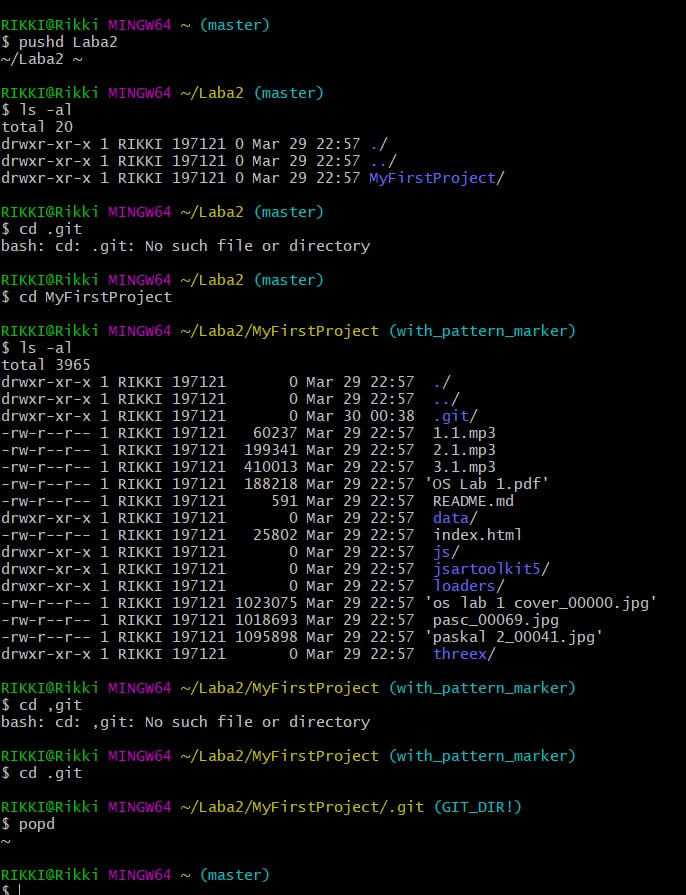 RIKKI@Rikki MINGW64 ~ (master)
$ pushd Laba2
~/Laba2 ~
RIKKI@Rikki MINGW64 ~/Laba2 (master)
$ ls -al
total 20
drwxr-xr-x 1 RIKKI 197121 0 Mar 29 22:57 ./
drwxr-xr-x 1 RIKKI 197121 0 Mar 29 22:57 ../
drwxr-xr-x 1 RIKKI 197121 0 Mar 29 22:57 MyFirstProject/
RIKKI@Rikki MINGW64 ~/Laba2 (master)
$ cd .git
bash: cd: .git: No such file or directory
RIKKI@Rikki MINGW64 ~/Laba2 (master)
$ cd MyFirstProject
RIKKI@Rikki MINGW64 ~/Laba2/MyFirstProject (with_pattern_marker)
$ ls -al
total 3965
drwxr-xr-x 1 RIKKI 197121       0 Mar 29 22:57  ./
drwxr-xr-x 1 RIKKI 197121       0 Mar 29 22:57  ../
drwxr-xr-x 1 RIKKI 197121       0 Mar 30 00:38  .git/
-rw-r--r-- 1 RIKKI 197121   60237 Mar 29 22:57  1.1.mp3
-rw-r--r-- 1 RIKKI 197121  199341 Mar 29 22:57  2.1.mp3
-rw-r--r-- 1 RIKKI 197121  410013 Mar 29 22:57  3.1.mp3
-rw-r--r-- 1 RIKKI 197121  188218 Mar 29 22:57 'OS Lab 1.pdf'
-rw-r--r-- 1 RIKKI 197121     591 Mar 29 22:57  README.md
drwxr-xr-x 1 RIKKI 197121       0 Mar 29 22:57  data/
-rw-r--r-- 1 RIKKI 197121   25802 Mar 29 22:57  index.html
drwxr-xr-x 1 RIKKI 197121       0 Mar 29 22:57  js/
drwxr-xr-x 1 RIKKI 197121       0 Mar 29 22:57  jsartoolkit5/
drwxr-xr-x 1 RIKKI 197121       0 Mar 29 22:57  loaders/
-rw-r--r-- 1 RIKKI 197121 1023075 Mar 29 22:57 'os lab 1 cover_00000.jpg'
-rw-r--r-- 1 RIKKI 197121 1018693 Mar 29 22:57  pasc_00069.jpg
-rw-r--r-- 1 RIKKI 197121 1095898 Mar 29 22:57 'paskal 2_00041.jpg'
drwxr-xr-x 1 RIKKI 197121       0 Mar 29 22:57  threex/
RIKKI@Rikki MINGW64 ~/Laba2/MyFirstProject (with_pattern_marker)
$ cd ,git
bash: cd: ,git: No such file or directory
RIKKI@Rikki MINGW64 ~/Laba2/MyFirstProject (with_pattern_marker)
$ cd .git
RIKKI@Rikki MINGW64 ~/Laba2/MyFirstProject/.git (GIT_DIR!)
$ popd
~
RIKKI@Rikki MINGW64 ~ (master)
$